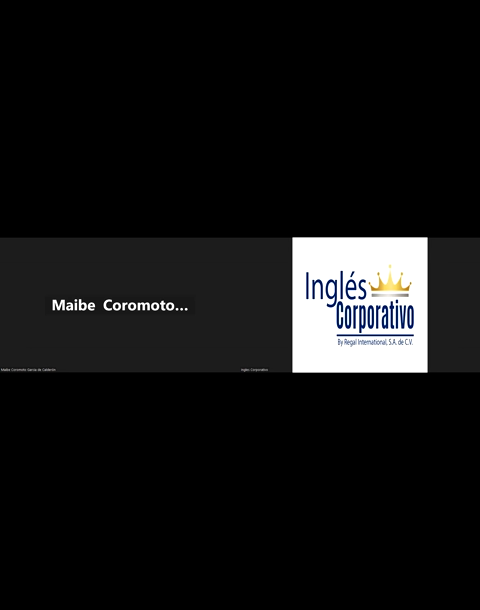 Maibe Coromoto...
Inglés
Corporativo
By Regal International, S.A. de C.V.
Maibe Coromoto Garcia de Calderón
Ingles Corporativo